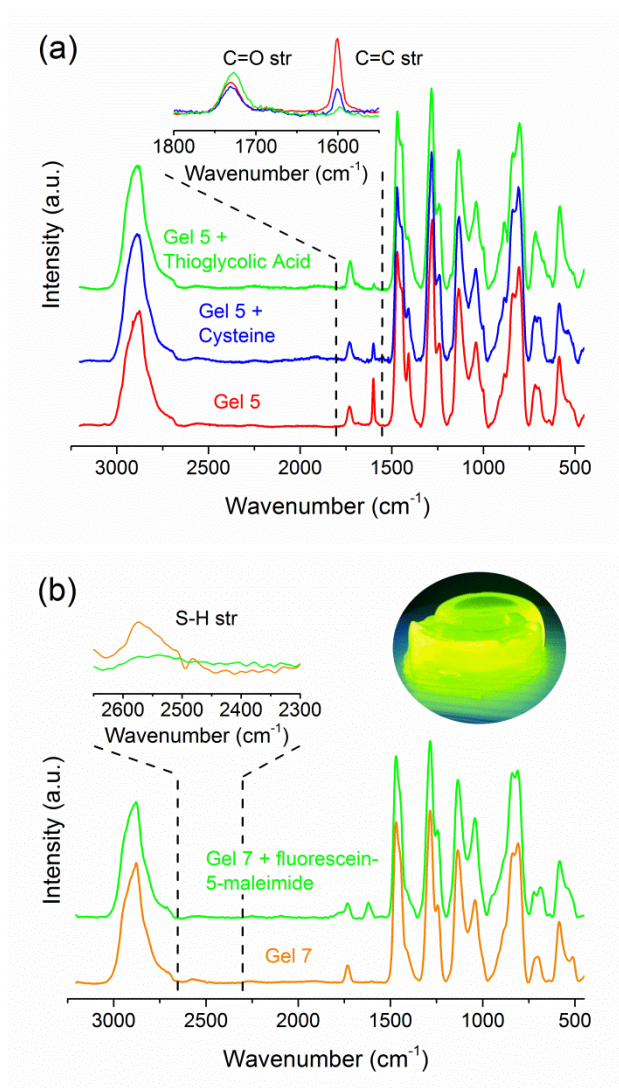 (a)
C=O str
C=C str
1800
1700
1600
Wavenumber (cm⁻¹)
Intensity (a.u.)
Gel 5 +
Thioglycolic Acid
Gel 5 +
Cysteine
Gel 5
3000
2500
2000
1500
1000
500
Wavenumber (cm⁻¹)
(b)
S-H str
2600
2500
2400
2300
Wavenumber (cm⁻¹)
Intensity (a.u.)
Gel 7 + fluorescein-
5-maleimide
Gel 7
3000
2500
2000
1500
1000
500
Wavenumber (cm⁻¹)